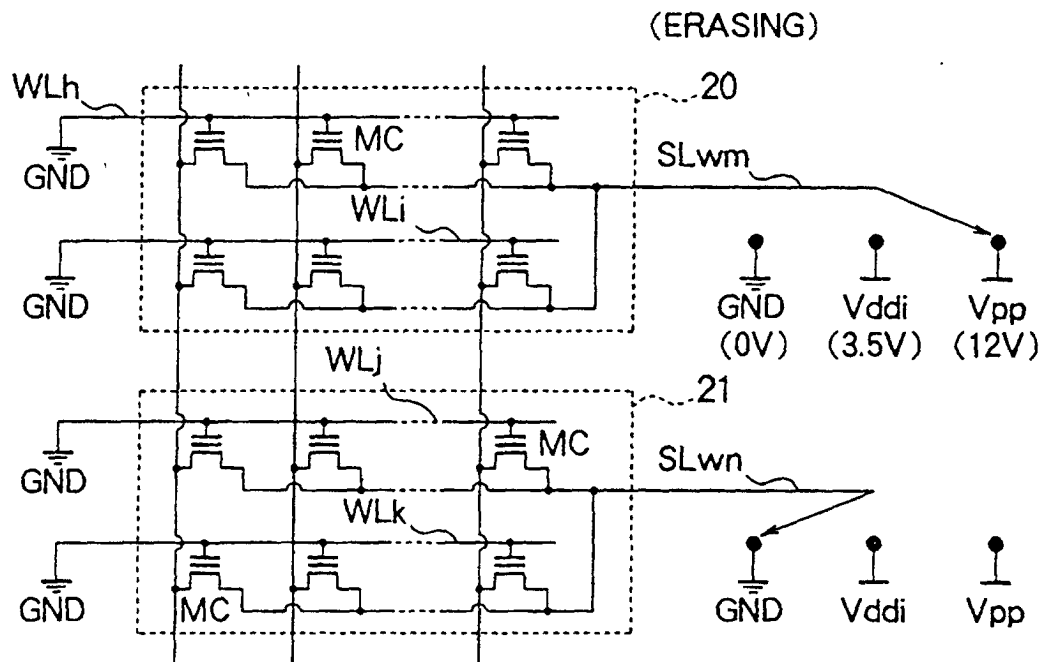 (ERASING)
WLh
20
MC
SLwm
GND
WLi
GND
GND
Vddi
Vpp
(0V)
(3.5V)
(12V)
WLj
21
MC
SLwn
GND
WLk
GND
MC
GND
Vddi
Vpp